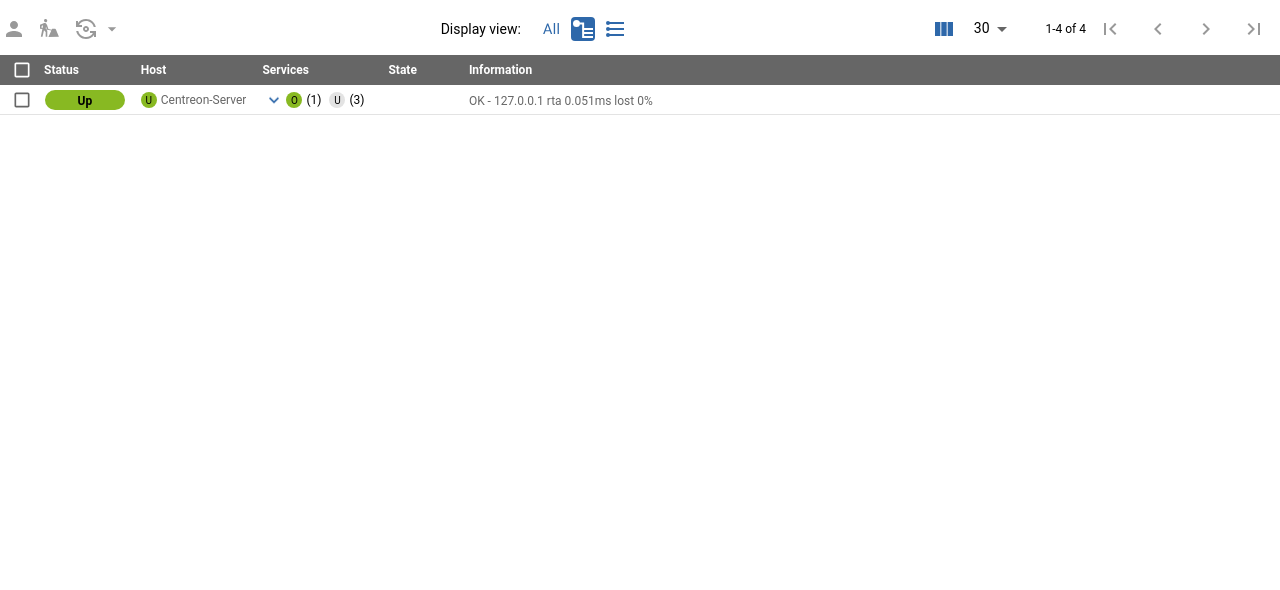 Display view: All 30 1-4 of 4
Status Host Services State Information
Up U Centreon-Server O (1) U (3) OK - 127.0.0.1 rta 0.051ms lost 0%